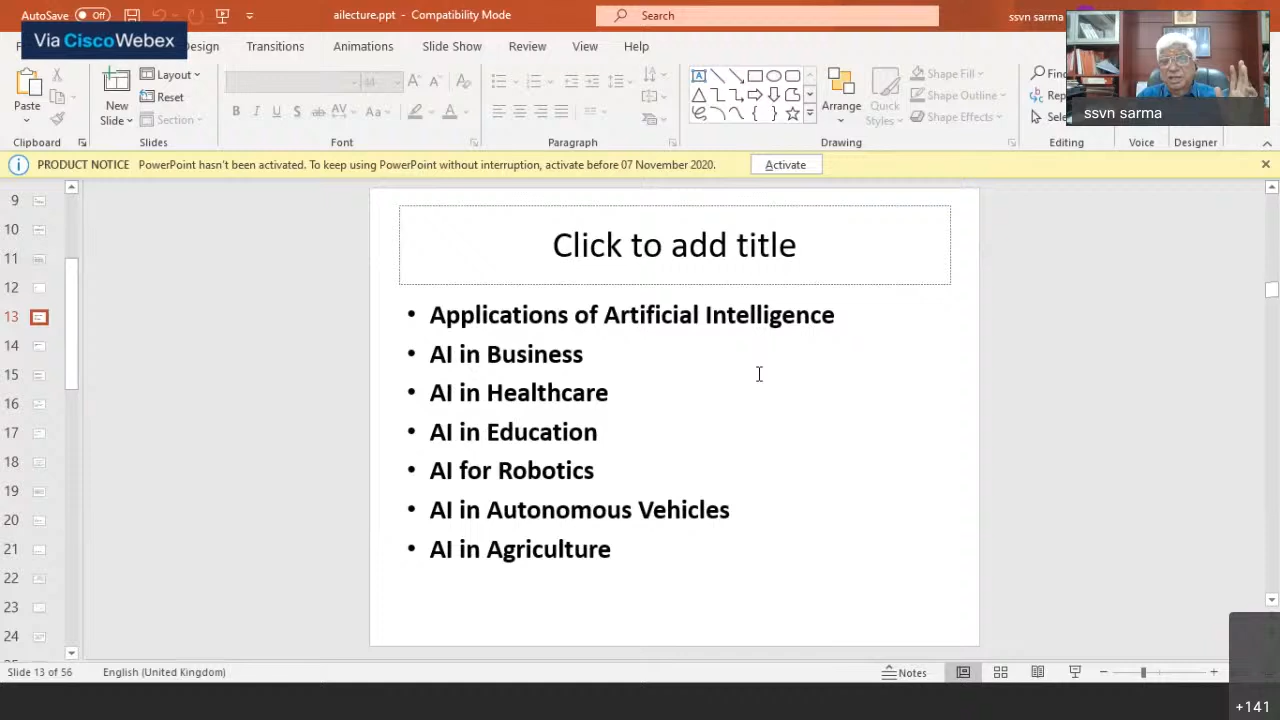 AutoSave Off ailecture.ppt - Compatibility Mode Search ssvn sarma
Via CiscoWebex
Design Transitions Animations Slide Show Review View Help
Paste New Slide Layout Reset Section 44 Arrange Quick Styles Shape Fill Shape Outline Shape Effects
ssvn sarma
Clipboard Slides Font Paragraph Drawing Editing Voice Designer
PRODUCT NOTICE PowerPoint hasn't been activated. To keep using PowerPoint without interruption, activate before 07 November 2020. Activate
9
10
11
12
13
14
15
16
17
18
19
20
21
22
23
24
Click to add title
• Applications of Artificial Intelligence
• AI in Business
• AI in Healthcare
• AI in Education
• AI for Robotics
• AI in Autonomous Vehicles
• AI in Agriculture
Slide 13 of 56 English (United Kingdom) Notes
+141